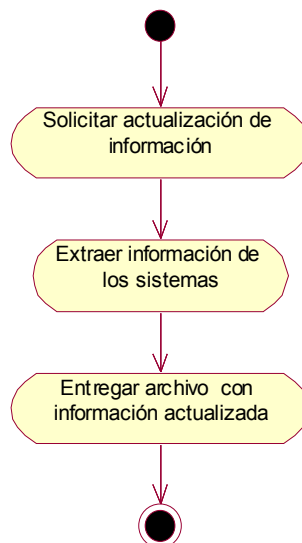 Solicitar actualización de
información
Extraer información de
los sistemas
Entregar archivo con
información actualizada